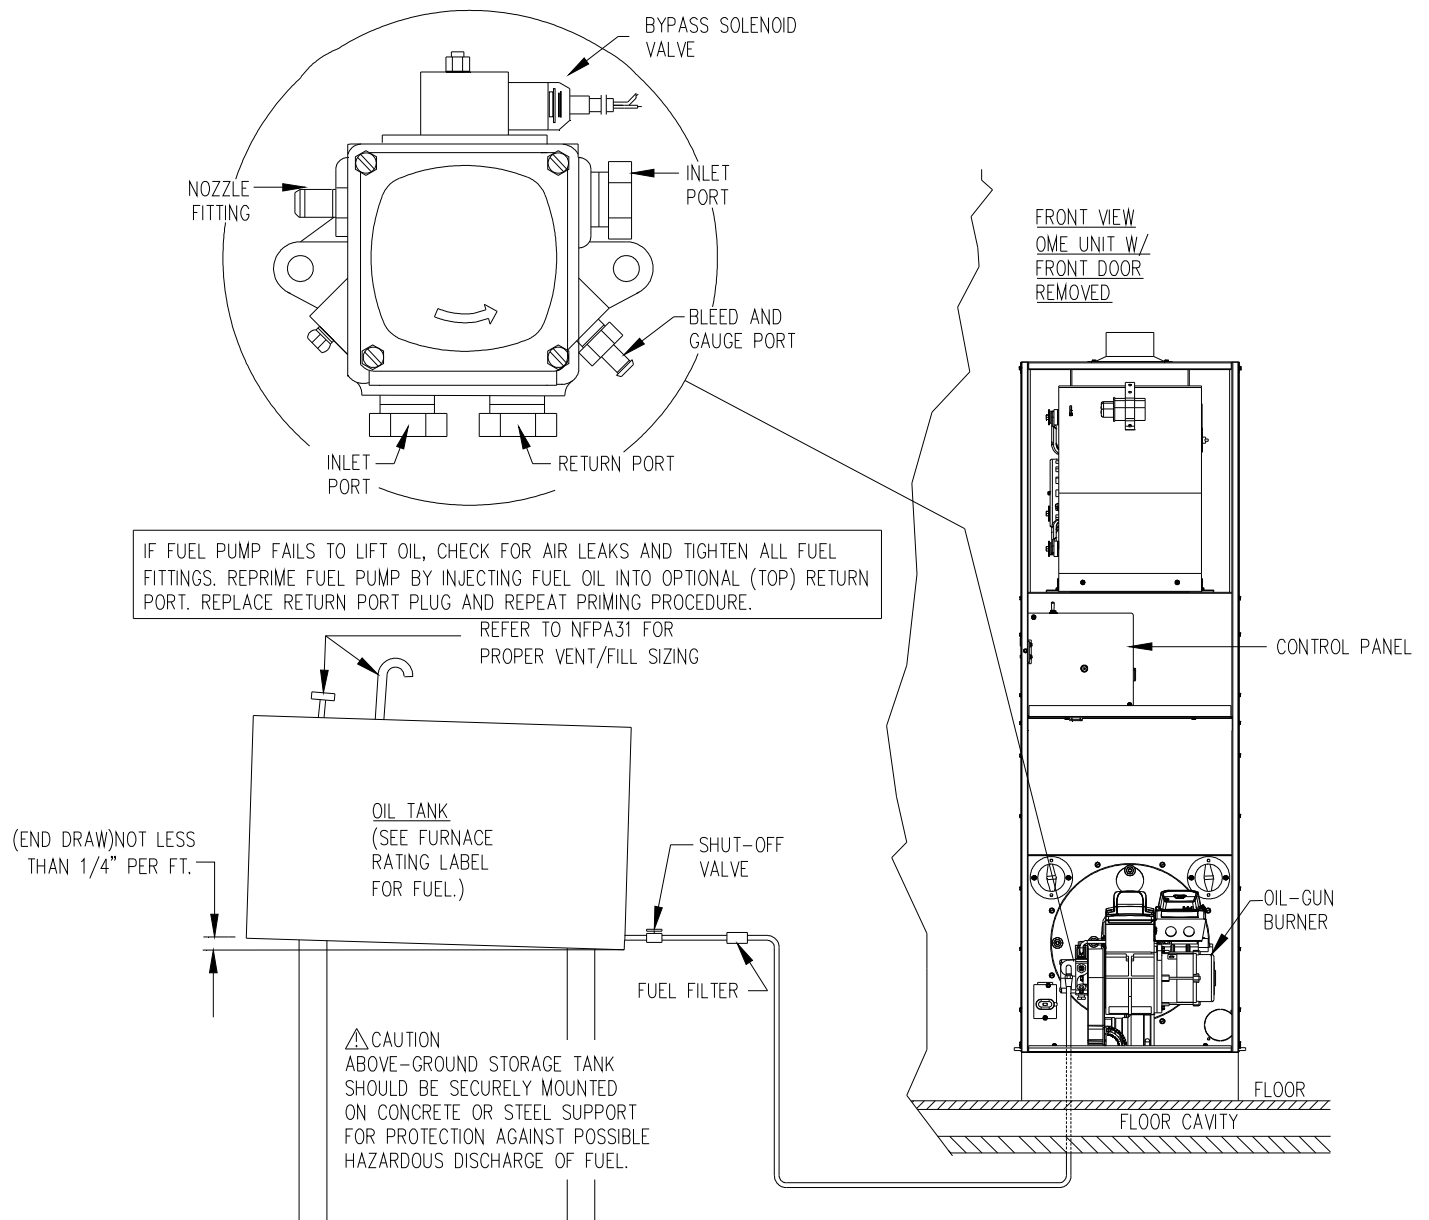 BYPASS SOLENOID
VALVE
NOZZLE
FITTING
INLET
PORT
BLEED AND
GAUGE PORT
INLET
PORT
RETURN PORT
IF FUEL PUMP FAILS TO LIFT OIL, CHECK FOR AIR LEAKS AND TIGHTEN ALL FUEL
FITTINGS. REPRIME FUEL PUMP BY INJECTING FUEL OIL INTO OPTIONAL (TOP) RETURN
PORT. REPLACE RETURN PORT PLUG AND REPEAT PRIMING PROCEDURE.
REFER TO NFPA31 FOR
PROPER VENT/FILL SIZING
FRONT VIEW
OME UNIT W/
FRONT DOOR
REMOVED
CONTROL PANEL
OIL TANK
(SEE FURNACE
RATING LABEL
FOR FUEL.)
(END DRAW)NOT LESS
THAN 1/4" PER FT.
SHUT-OFF
VALVE
FUEL FILTER
OIL-GUN
BURNER
⚠CAUTION
ABOVE-GROUND STORAGE TANK
SHOULD BE SECURELY MOUNTED
ON CONCRETE OR STEEL SUPPORT
FOR PROTECTION AGAINST POSSIBLE
HAZARDOUS DISCHARGE OF FUEL.
FLOOR
FLOOR CAVITY